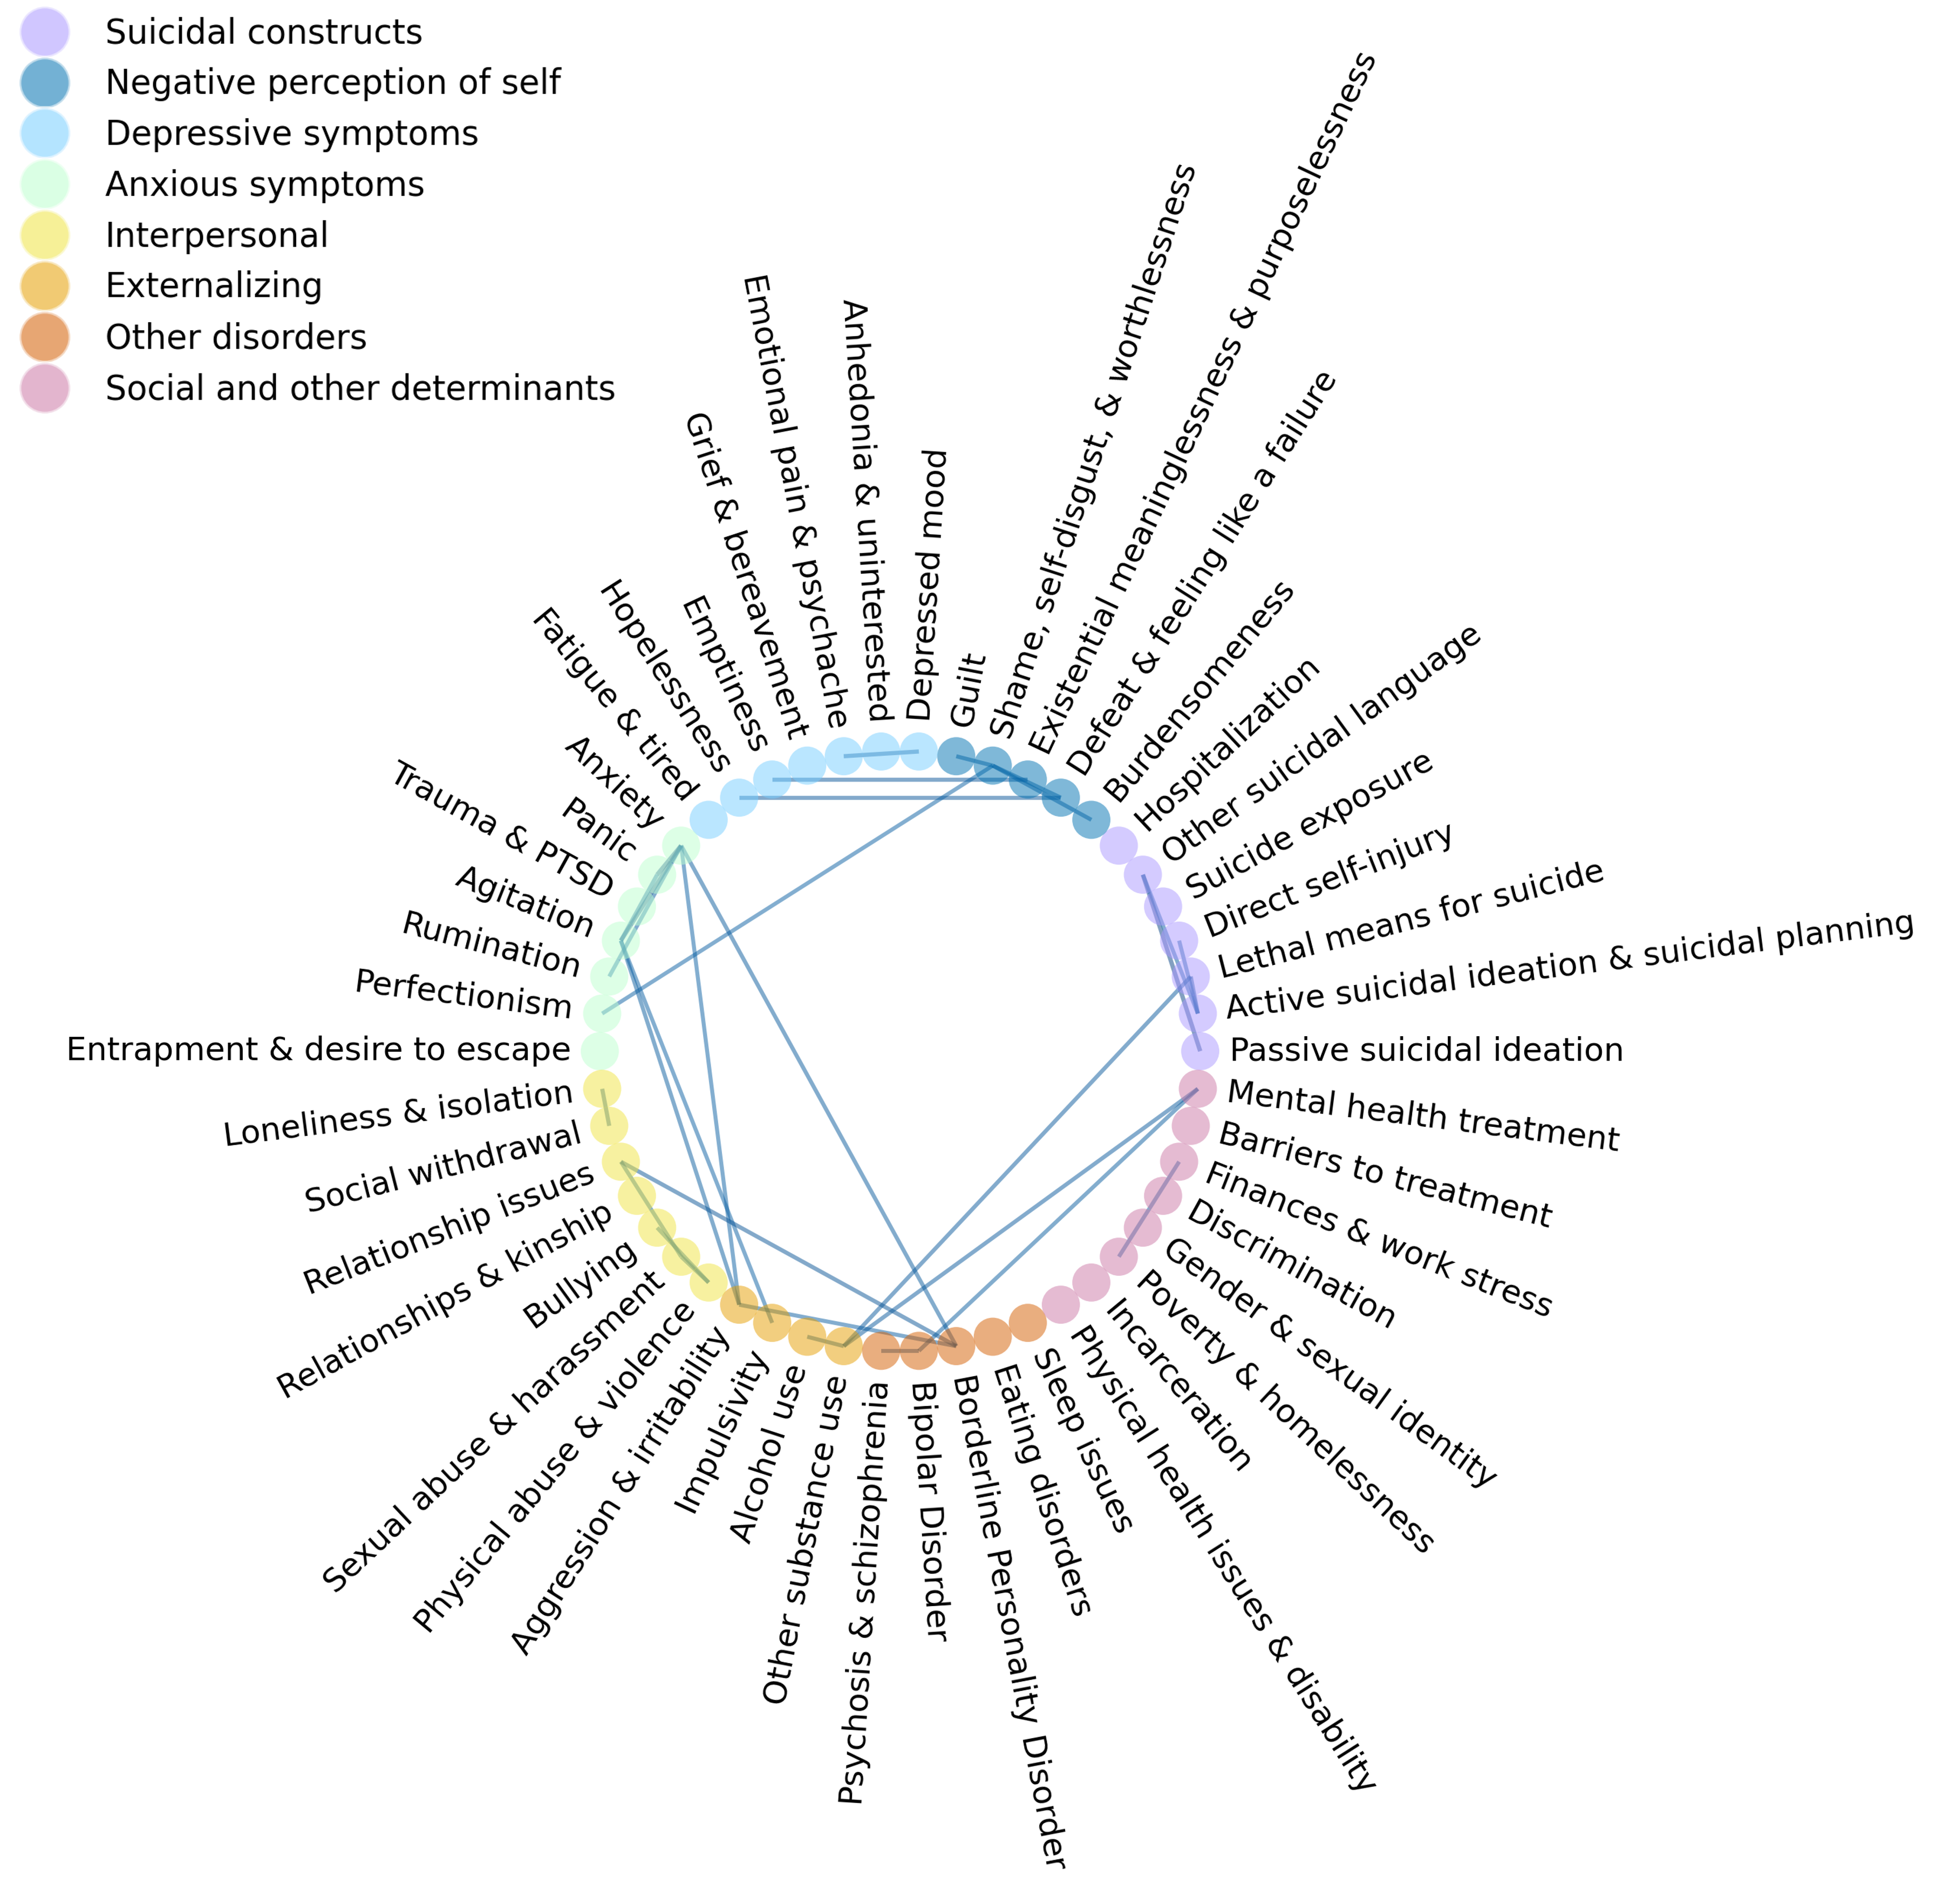 Suicidal constructs
Negative perception of self
Depressive symptoms
Anxious symptoms
Interpersonal
Externalizing
Other disorders
Social and other determinants
Passive suicidal ideation
Active suicidal ideation & suicidal planning
Lethal means for suicide
Direct self-injury
Suicide exposure
Other suicidal language
Hospitalization
Burdensomeness
Defeat & feeling like a failure
Existential meaninglessness & purposelessness
Shame, self-disgust, & worthlessness
Guilt
Depressed mood
Anhedonia & uninterested
Emotional pain & psychache
Grief & bereavement
Emptiness
Hopelessness
Fatigue & tired
Anxiety
Panic
Trauma & PTSD
Agitation
Rumination
Perfectionism
Entrapment & desire to escape
Loneliness & isolation
Social withdrawal
Relationship issues
Relationships & kinship
Bullying
Sexual abuse & harassment
Physical abuse & violence
Aggression & irritability
Impulsivity
Alcohol use
Other substance use
Psychosis & schizophrenia
Bipolar Disorder
Borderline Personality Disorder
Eating disorders
Sleep issues
Physical health issues & disability
Incarceration
Poverty & homelessness
Gender & sexual identity
Discrimination
Finances & work stress
Barriers to treatment
Mental health treatment